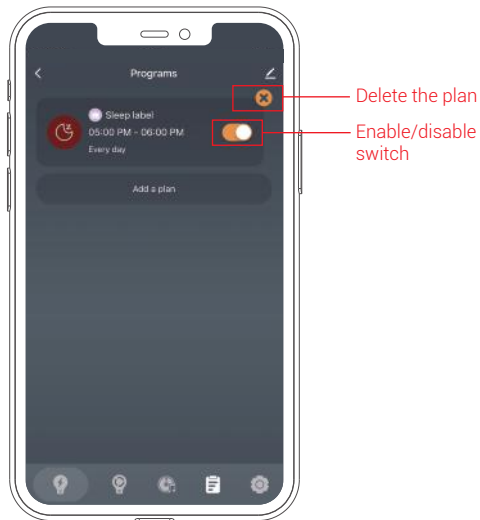 Programs
Delete the plan
Sleep label
05:00 PM - 06:00 PM
Enable/disable
switch
Every day
Add a plan